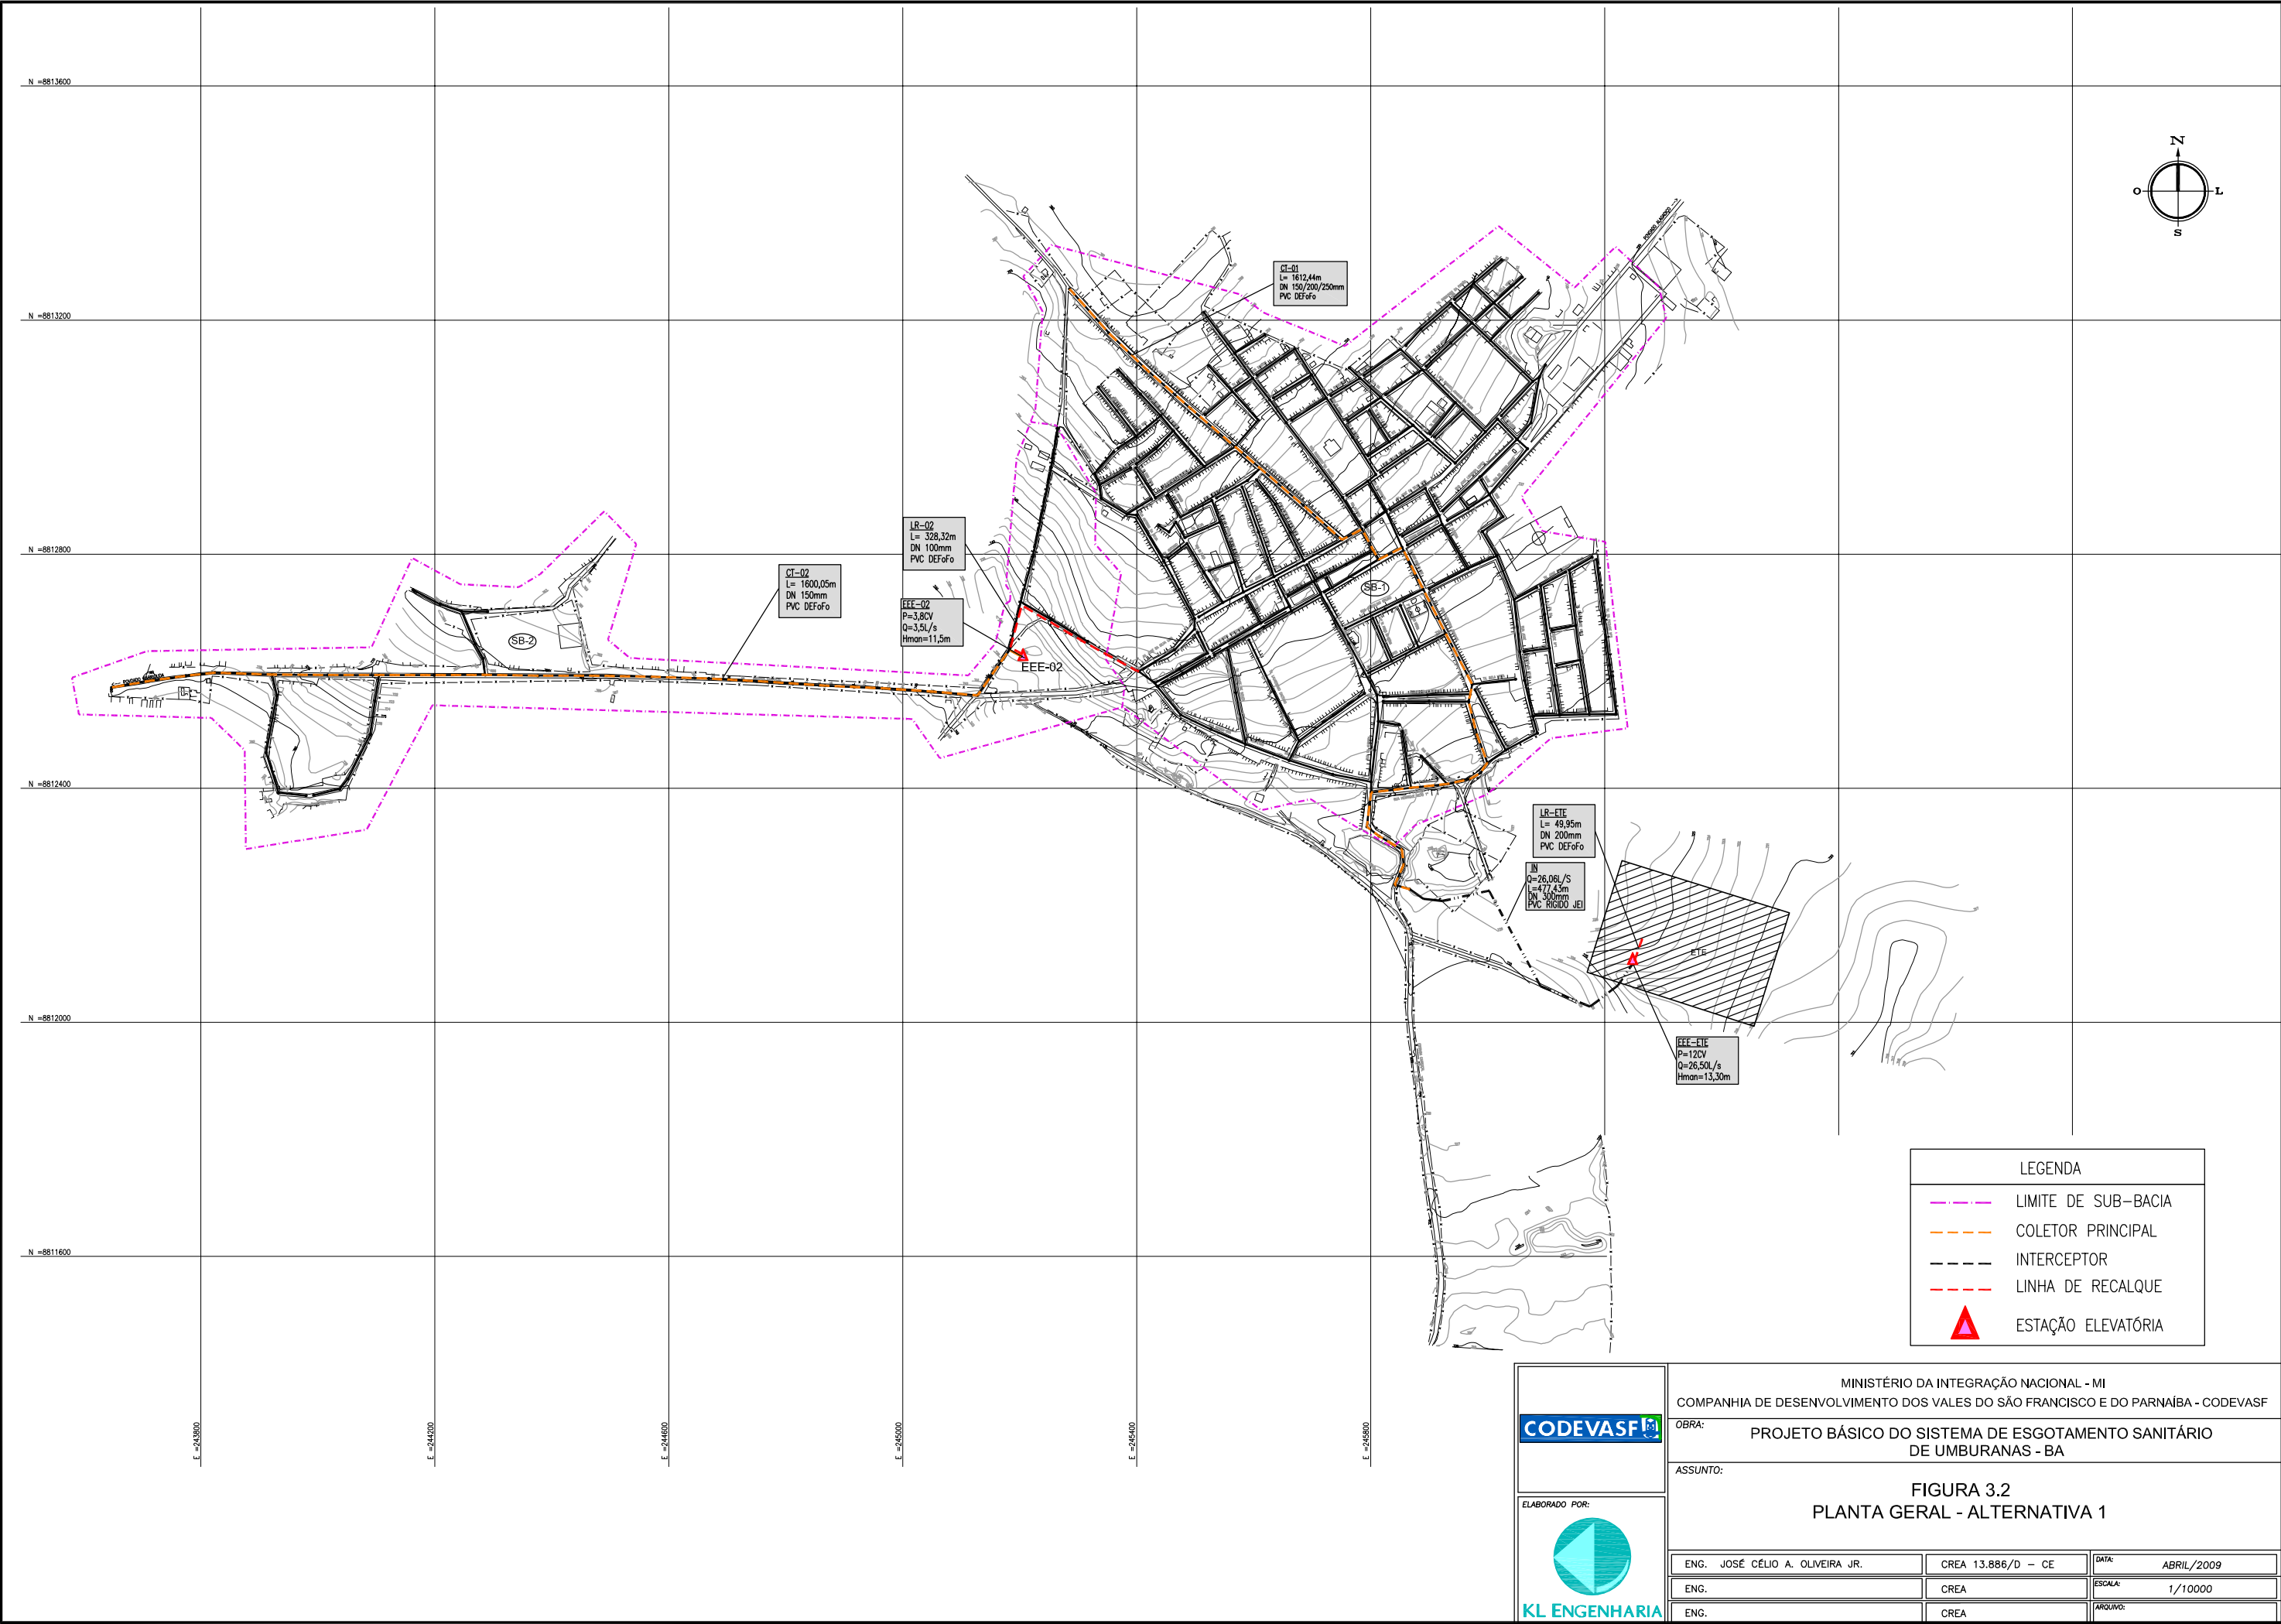 N =8813600
N =8813200
N =8812800
N =8812400
N =8812000
N =8811600
E =243800
E =244200
E =244600
E =245000
E =245400
E =245800
N
O
L
S
CT-01
L= 1612,44m
DN 150/200/250mm
PVC DEFoFo
LR-02
L= 328,32m
DN 100mm
PVC DEFoFo
CT-02
L= 1600,05m
DN 150mm
PVC DEFoFo
EEE-02
P=3,8CV
Q=3,5L/s
Hman=11,5m
EEE-02
SB-2
SB-1
LR-ETE
L= 49,95m
DN 200mm
PVC DEFoFo
IN
Q=26,06L/S
L=477,43m
DN 300mm
PVC RIGIDO JEI
ETE
EEE-ETE
P=12CV
Q=26,50L/s
Hman=13,30m
LEGENDA
LIMITE DE SUB-BACIA
COLETOR PRINCIPAL
INTERCEPTOR
LINHA DE RECALQUE
ESTAÇÃO ELEVATÓRIA
CODEVASF
MINISTÉRIO DA INTEGRAÇÃO NACIONAL - MI
COMPANHIA DE DESENVOLVIMENTO DOS VALES DO SÃO FRANCISCO E DO PARNAÍBA - CODEVASF
OBRA:
PROJETO BÁSICO DO SISTEMA DE ESGOTAMENTO SANITÁRIO
DE UMBURANAS - BA
ASSUNTO:
FIGURA 3.2
PLANTA GERAL - ALTERNATIVA 1
ELABORADO POR:
KL ENGENHARIA
ENG. JOSÉ CÉLIO A. OLIVEIRA JR.
CREA 13.886/D - CE
DATA: ABRIL/2009
ENG.
CREA
ESCALA: 1/10000
ENG.
CREA
ARQUIVO: